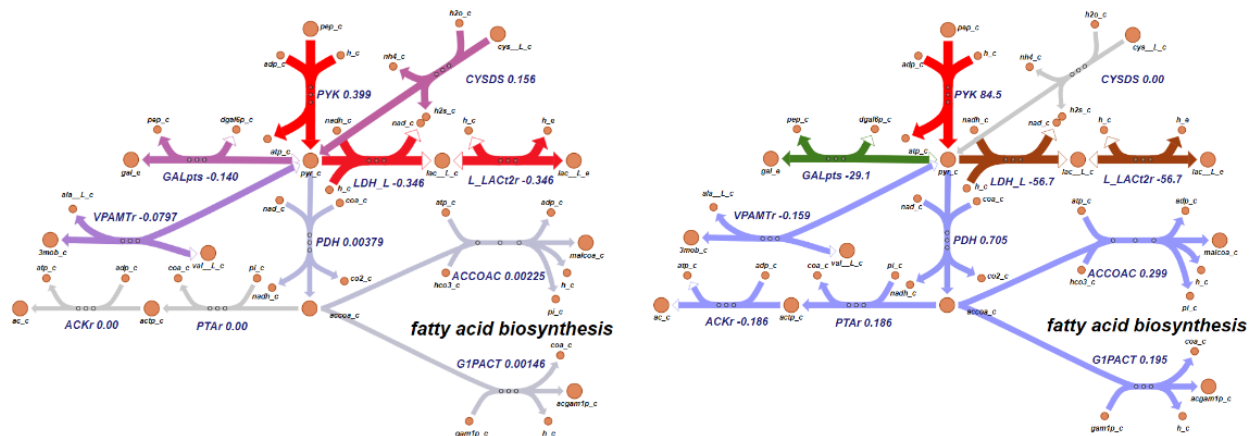 pep_c
h2o_c
cys__L_c
adp_c
h_c
nh4_c
CYSDS 0.156
PYK 0.399
h2s_c
pep_c
dgal6p_c
nadh_c
nad_c
h_c
h_e
atp_c
gal_e
GALpts -0.140
pyr_c
LDH_L -0.346
lac__L_c
L_LACt2r -0.346
lac__L_e
h_c
ala__L_c
VPAMTr -0.0797
nad_c
coa_c
atp_c
adp_c
3mob_c
val__L_c
PDH 0.00379
malcoa_c
atp_c
adp_c
coa_c
pi_c
co2_c
ACCOAC 0.00225
hco3_c
h_c
nadh_c
pi_c
ac_c
ACKr 0.00
actp_c
PTAr 0.00
accoa_c
fatty acid biosynthesis
coa_c
G1PACT 0.00146
acgam1p_c
gam1p_c
h_c
pep_c
h2o_c
cys__L_c
adp_c
h_c
nh4_c
CYSDS 0.00
PYK 84.5
h2s_c
pep_c
dgal6p_c
nadh_c
nad_c
h_c
h_e
atp_c
gal_e
GALpts -29.1
pyr_c
LDH_L -56.7
lac__L_c
L_LACt2r -56.7
lac__L_e
h_c
ala__L_c
VPAMTr -0.159
nad_c
coa_c
atp_c
adp_c
3mob_c
val__L_c
PDH 0.705
malcoa_c
atp_c
adp_c
coa_c
pi_c
co2_c
ACCOAC 0.299
hco3_c
h_c
nadh_c
pi_c
ac_c
ACKr -0.186
actp_c
PTAr 0.186
accoa_c
fatty acid biosynthesis
coa_c
G1PACT 0.195
acgam1p_c
gam1p_c
h_c